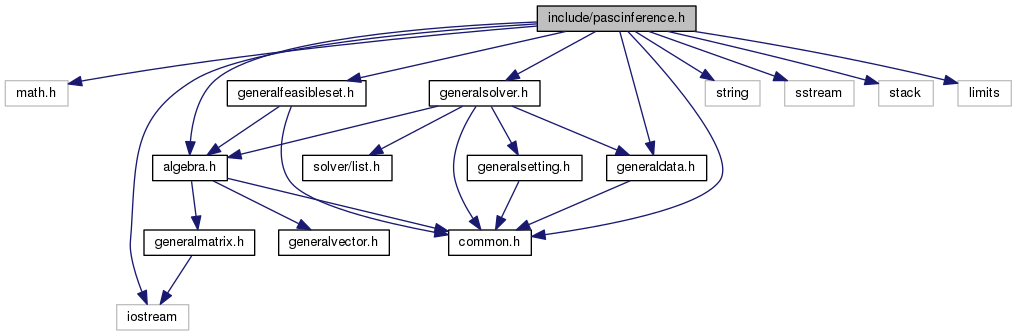 include/pascinference.h
math.h
generalfeasibleset.h
generalsolver.h
string
sstream
stack
limits
algebra.h
solver/list.h
generalsetting.h
generaldata.h
generalmatrix.h
generalvector.h
common.h
iostream